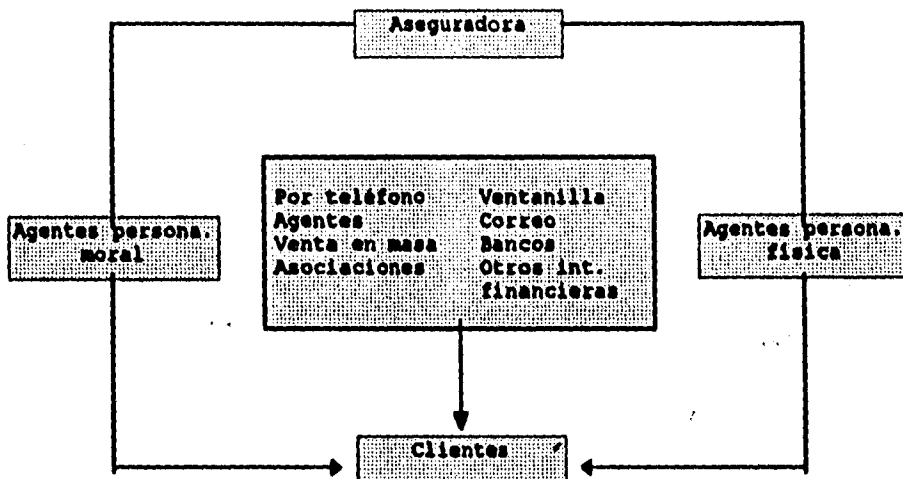 Aseguradora
Por teléfono Ventanilla
Agentes Correo
Venta en masa Bancos
Asociaciones Otros int.
financieras
Agentes persona.
moral
Agentes persona.
física
Clientes